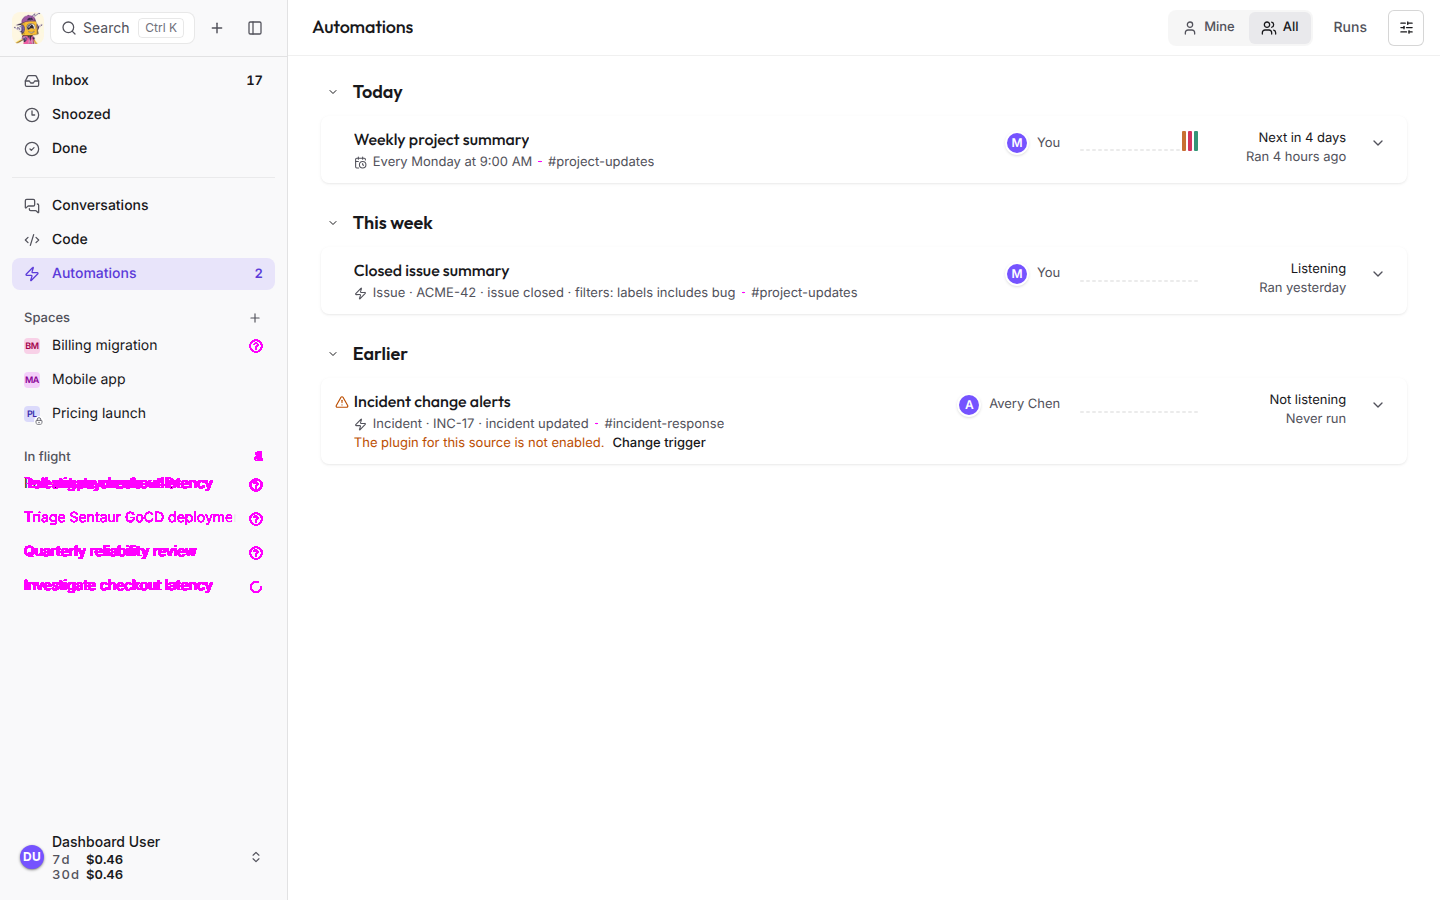 Search Ctrl K
Inbox 17
Snoozed
Done
Conversations
Code
Automations 2
Spaces
BM Billing migration
MA Mobile app
PL Pricing launch
In flight
Triage Sentaur GoCD deployme
Quarterly reliability review
Investigate checkout latency
DU Dashboard User
7d $0.46
30d $0.46
Automations
Mine All Runs
Today
Weekly project summary
Every Monday at 9:00 AM - #project-updates
M You
Next in 4 days
Ran 4 hours ago
This week
Closed issue summary
Issue · ACME-42 · issue closed · filters: labels includes bug - #project-updates
M You
Listening
Ran yesterday
Earlier
Incident change alerts
Incident · INC-17 · incident updated - #incident-response
The plugin for this source is not enabled. Change trigger
A Avery Chen
Not listening
Never run